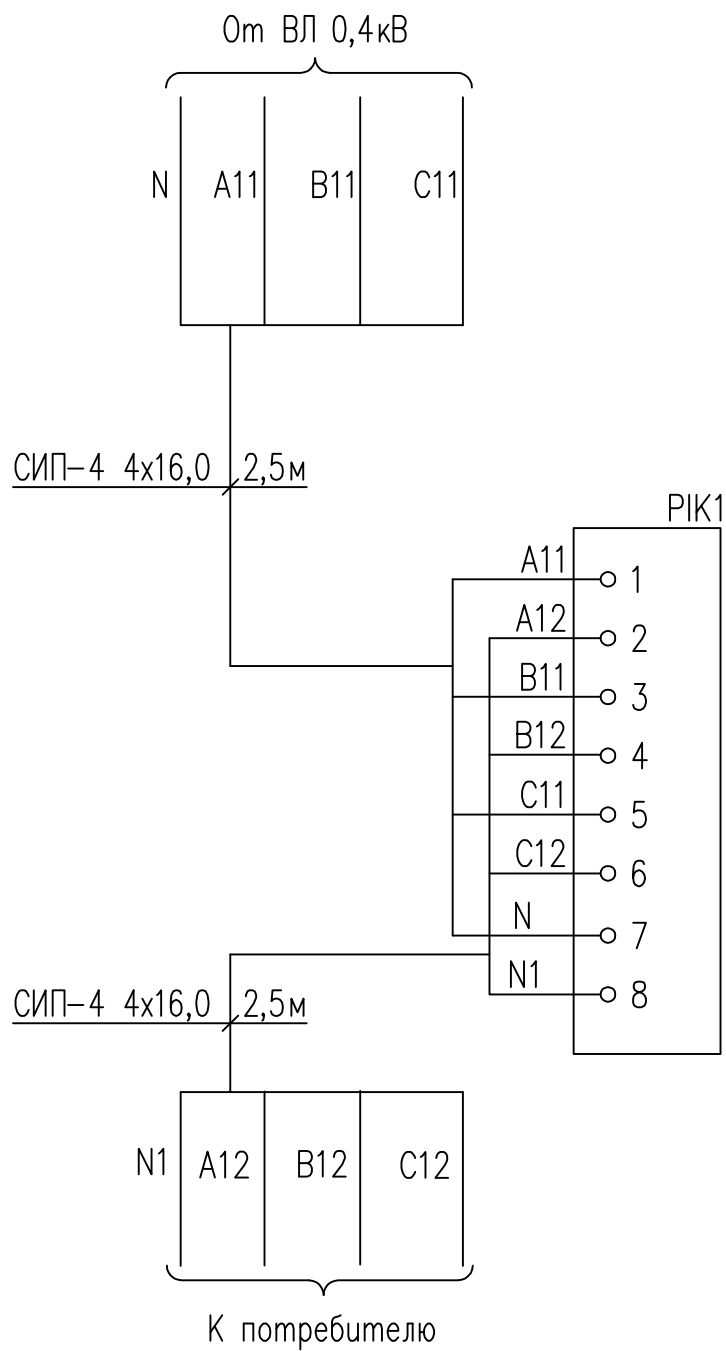 От ВЛ 0,4кВ
N A11 B11 C11
СИП-4 4х16,0 2,5м
PIK1
A11 1
A12 2
B11 3
B12 4
C11 5
C12 6
N 7
N1 8
СИП-4 4х16,0 2,5м
N1 A12 B12 C12
К потребителю